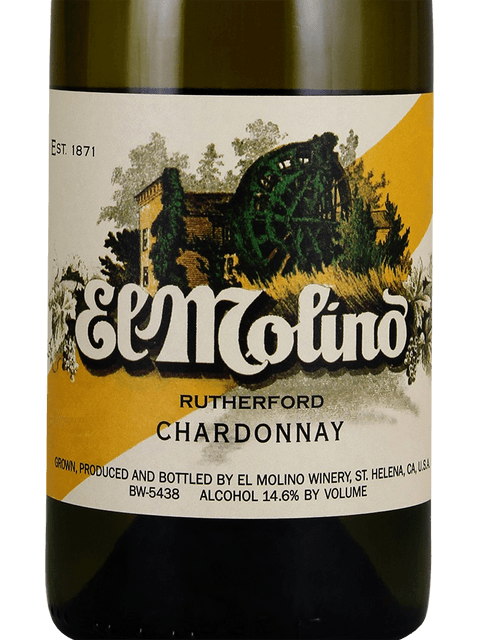 EST. 1871
El Molino
RUTHERFORD
CHARDONNAY
GROWN, PRODUCED AND BOTTLED BY EL MOLINO WINERY, ST. HELENA, CA, U.S.A.
BW-5438 ALCOHOL 14.6% BY VOLUME